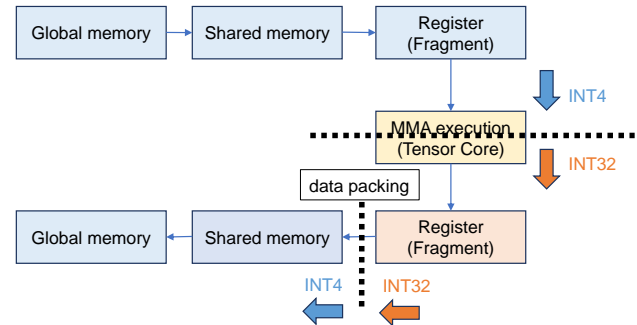 Global memory
Shared memory
Register
(Fragment)
INT4
MMA execution
(Tensor Core)
INT32
data packing
Global memory
Shared memory
Register
(Fragment)
INT4
INT32